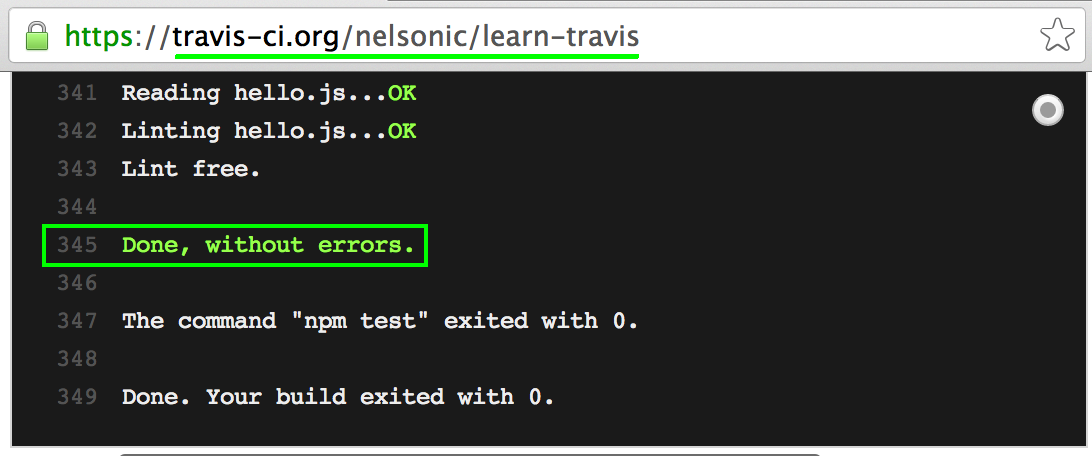 https://travis-ci.org/nelsonic/learn-travis
341 Reading hello.js...OK
342 Linting hello.js...OK
343 Lint free.
344
345 Done, without errors.
346
347 The command "npm test" exited with 0.
348
349 Done. Your build exited with 0.